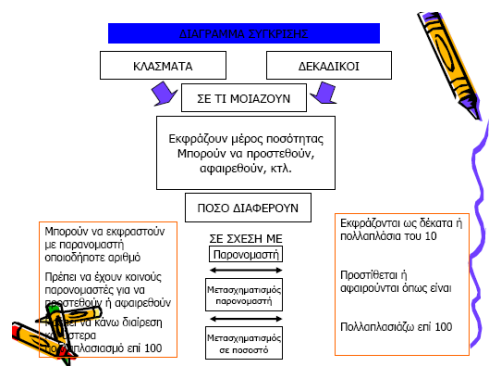 ΔΙΑΓΡΑΜΜΑ ΣΥΓΚΡΙΣΗΣ
ΚΛΑΣΜΑΤΑ
ΔΕΚΑΔΙΚΟΙ
ΣΕ ΤΙ ΜΟΙΑΖΟΥΝ
Εκφράζουν μέρος ποσότητας
Μπορούν να προστεθούν,
αφαιρεθούν, κτλ.
ΠΟΣΟ ΔΙΑΦΕΡΟΥΝ
Μπορούν να εκφραστούν
με παρανομαστή
οποιοδήποτε αριθμό
Πρέπει να έχουν κοινούς
παρονομαστές για να
προστεθούν ή αφαιρεθούν
να κάνω διαίρεση
επί 100
ΣΕ ΣΧΕΣΗ ΜΕ
Παρονομαστή
Μετασχηματισμός
παρονομαστή
Μετασχηματισμός
σε ποσοστό
Εκφράζονται ως δέκατα ή
πολλαπλάσια του 10
Προστίθεται ή
αφαιρούνται όπως είναι
Πολλαπλασιάζω επί 100